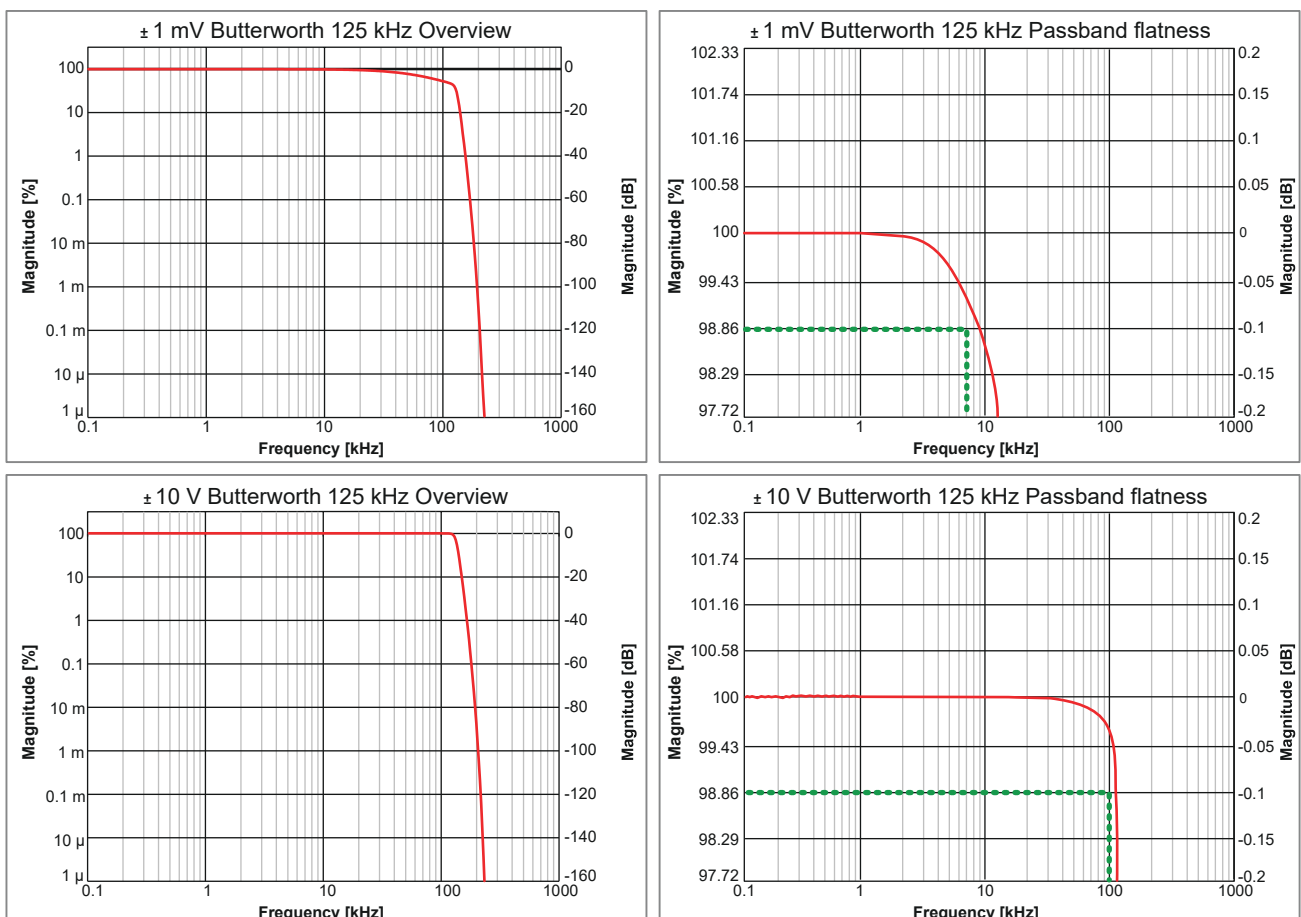 ± 1 mV Butterworth 125 kHz Overview
Magnitude [%]
100
10
1
0.1
10 m
1 m
0.1 m
10 µ
1 µ
0
-20
-40
-60
-80
-100
-120
-140
-160
Magnitude [dB]
0.1 1 10 100 1000
Frequency [kHz]
± 1 mV Butterworth 125 kHz Passband flatness
Magnitude [%]
102.33
101.74
101.16
100.58
100
99.43
98.86
98.29
97.72
0.2
0.15
0.1
0.05
0
-0.05
-0.1
-0.15
-0.2
Magnitude [dB]
0.1 1 10 100 1000
Frequency [kHz]
± 10 V Butterworth 125 kHz Overview
Magnitude [%]
100
10
1
0.1
10 m
1 m
0.1 m
10 µ
1 µ
0
-20
-40
-60
-80
-100
-120
-140
-160
Magnitude [dB]
0.1 1 10 100 1000
Frequency [kHz]
± 10 V Butterworth 125 kHz Passband flatness
Magnitude [%]
102.33
101.74
101.16
100.58
100
99.43
98.86
98.29
97.72
0.2
0.15
0.1
0.05
0
-0.05
-0.1
-0.15
-0.2
Magnitude [dB]
0.1 1 10 100 1000
Frequency [kHz]